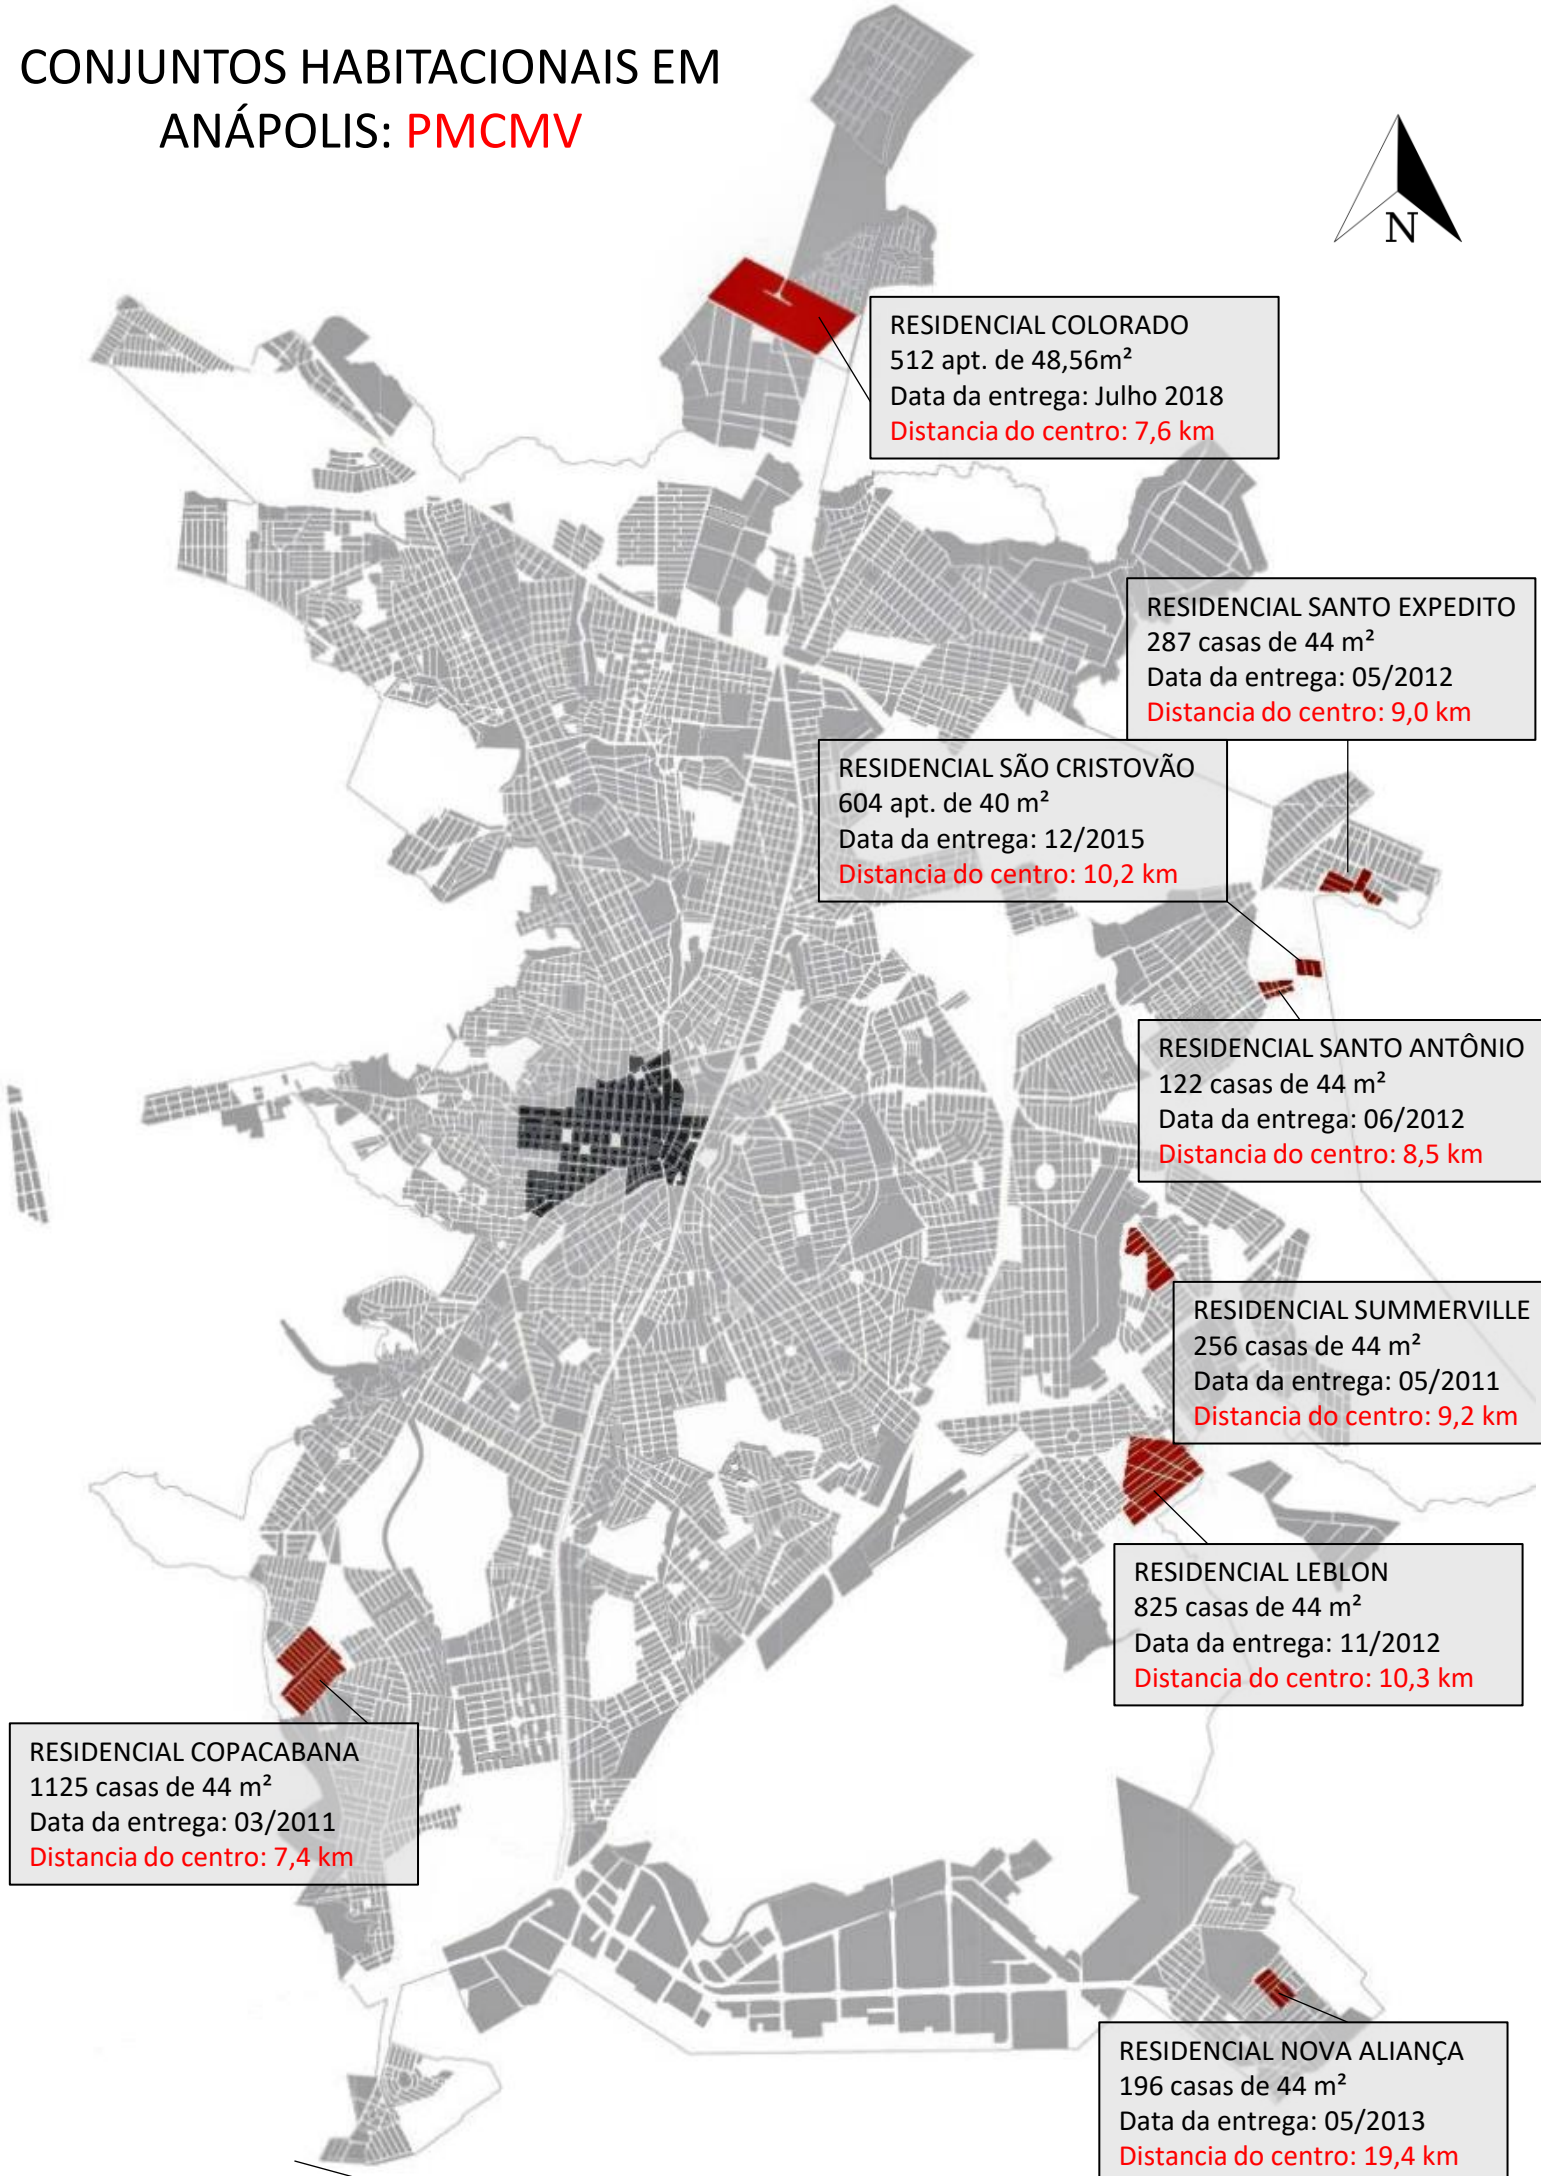 CONJUNTOS HABITACIONAIS EM
ANÁPOLIS: PMCMV
N
RESIDENCIAL COLORADO
512 apt. de 48,56m²
Data da entrega: Julho 2018
Distancia do centro: 7,6 km
RESIDENCIAL SANTO EXPEDITO
287 casas de 44 m²
Data da entrega: 05/2012
Distancia do centro: 9,0 km
RESIDENCIAL SÃO CRISTOVÃO
604 apt. de 40 m²
Data da entrega: 12/2015
Distancia do centro: 10,2 km
RESIDENCIAL SANTO ANTÔNIO
122 casas de 44 m²
Data da entrega: 06/2012
Distancia do centro: 8,5 km
RESIDENCIAL SUMMERVILLE
256 casas de 44 m²
Data da entrega: 05/2011
Distancia do centro: 9,2 km
RESIDENCIAL LEBLON
825 casas de 44 m²
Data da entrega: 11/2012
Distancia do centro: 10,3 km
RESIDENCIAL COPACABANA
1125 casas de 44 m²
Data da entrega: 03/2011
Distancia do centro: 7,4 km
RESIDENCIAL NOVA ALIANÇA
196 casas de 44 m²
Data da entrega: 05/2013
Distancia do centro: 19,4 km